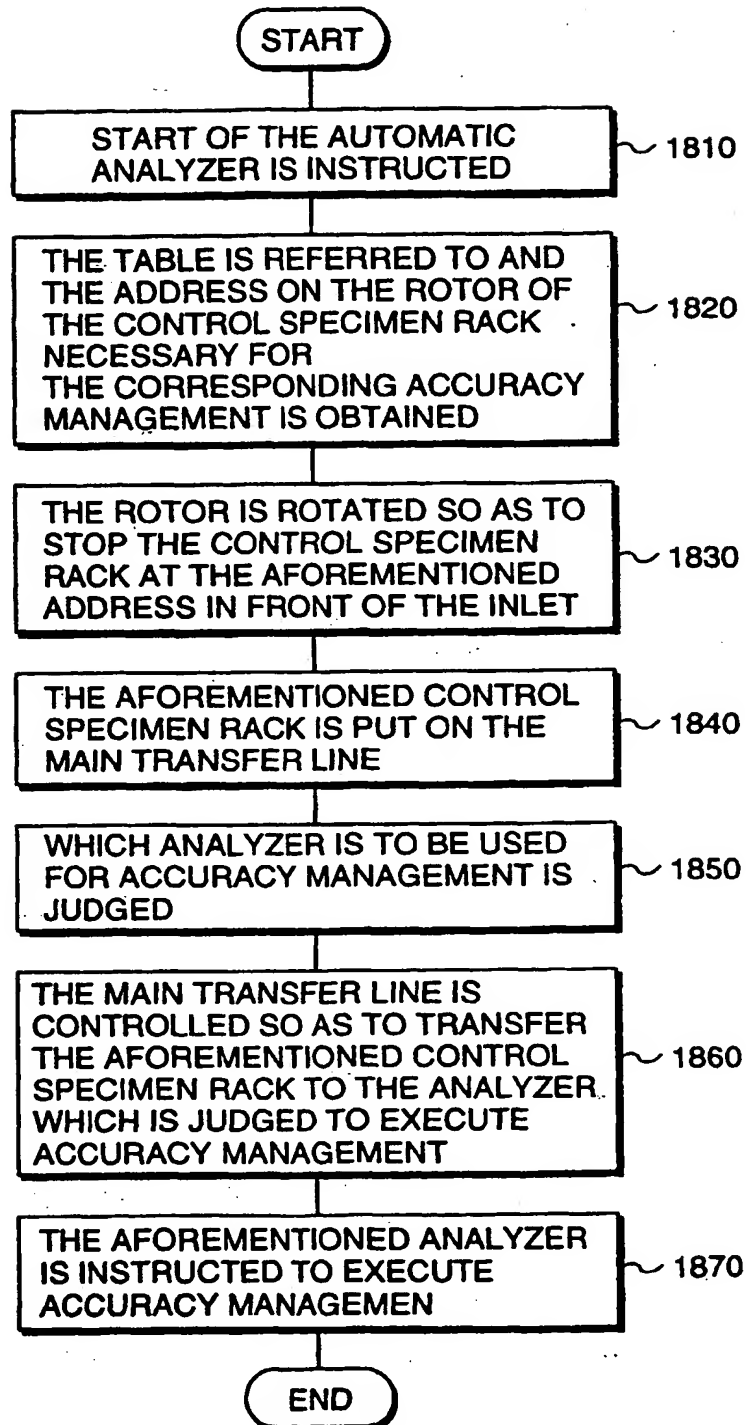 START
START OF THE AUTOMATIC
ANALYZER IS INSTRUCTED
1810
THE TABLE IS REFERRED TO AND
THE ADDRESS ON THE ROTOR OF
THE CONTROL SPECIMEN RACK
NECESSARY FOR
THE CORRESPONDING ACCURACY
MANAGEMENT IS OBTAINED
1820
THE ROTOR IS ROTATED SO AS TO
STOP THE CONTROL SPECIMEN
RACK AT THE AFOREMENTIONED
ADDRESS IN FRONT OF THE INLET
1830
THE AFOREMENTIONED CONTROL
SPECIMEN RACK IS PUT ON THE
MAIN TRANSFER LINE
1840
WHICH ANALYZER IS TO BE USED
FOR ACCURACY MANAGEMENT IS
JUDGED
1850
THE MAIN TRANSFER LINE IS
CONTROLLED SO AS TO TRANSFER
THE AFOREMENTIONED CONTROL
SPECIMEN RACK TO THE ANALYZER
WHICH IS JUDGED TO EXECUTE
ACCURACY MANAGEMENT
1860
THE AFOREMENTIONED ANALYZER
IS INSTRUCTED TO EXECUTE
ACCURACY MANAGEMEN
1870
END